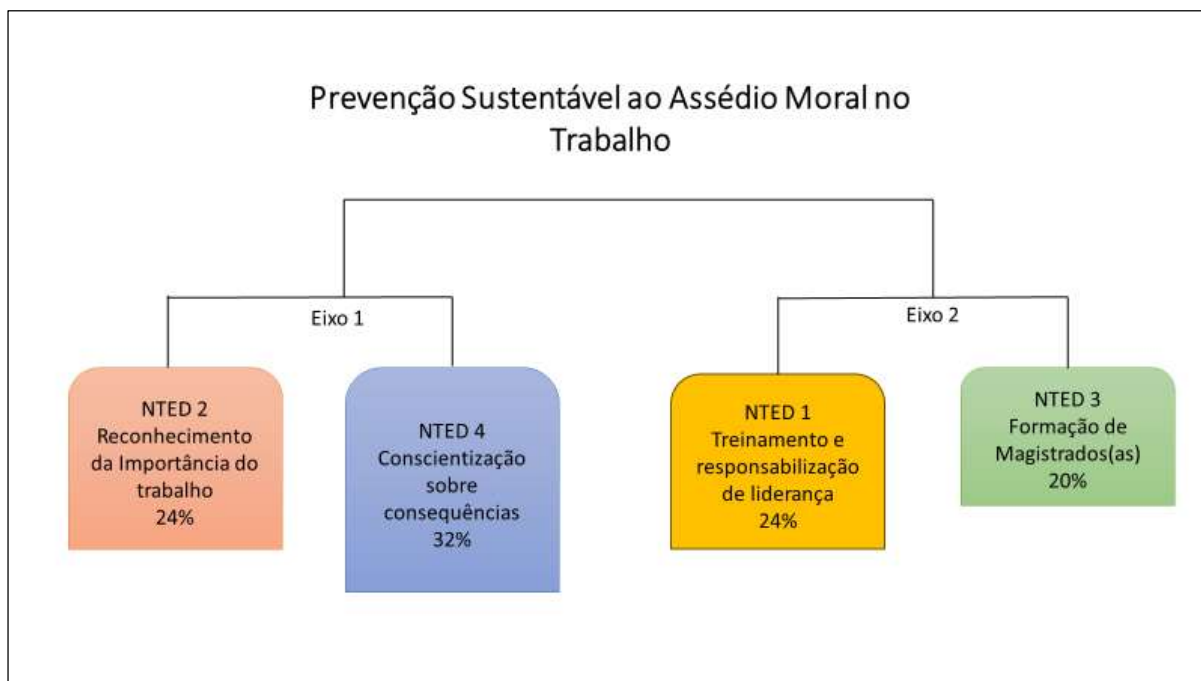 Prevenção Sustentável ao Assédio Moral no
Trabalho
Eixo 1
Eixo 2
NTED 2
Reconhecimento
da Importância do
trabalho
24%
NTED 4
Conscientização
sobre
consequências
32%
NTED 1
Treinamento e
responsabilização
de liderança
24%
NTED 3
Formação de
Magistrados(as)
20%